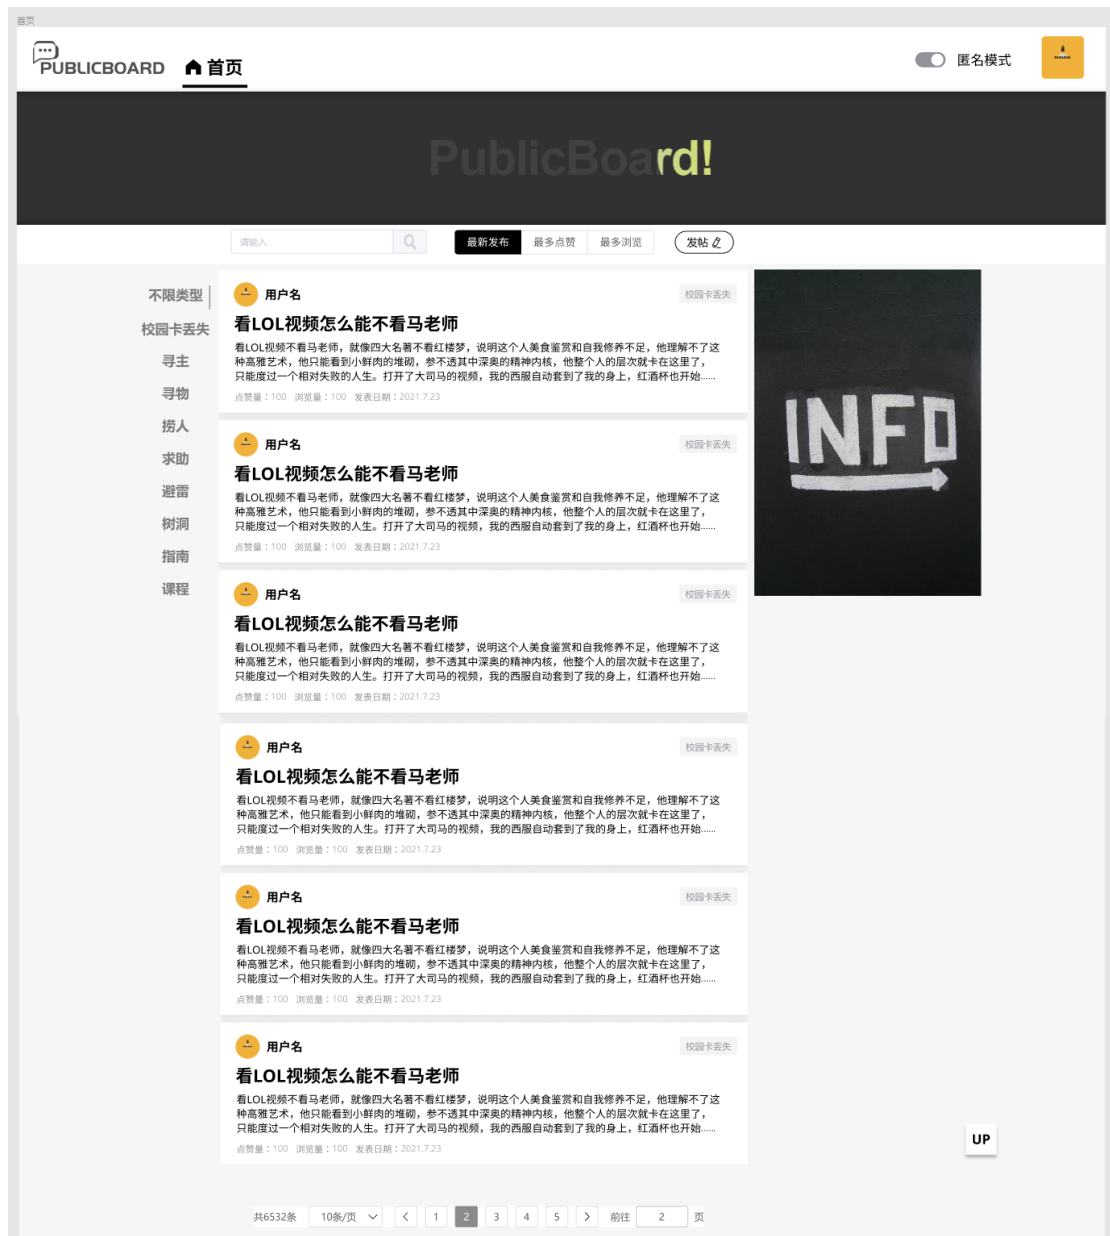 首页
PUBLICBOARD
首页
匿名模式
PublicBoard!
请输入
最新发布
最多点赞
最多浏览
发帖
不限类型
校园卡丢失
寻主
寻物
捞人
求助
避雷
树洞
指南
课程
用户名
校园卡丢失
看LOL视频怎么能不看马老师
看LOL视频不看马老师，就像四大名著不看红楼梦，说明这个人美食鉴赏和自我修养不足，他理解不了这
种高雅艺术，他只能看到小鲜肉的堆砌，参不透其中深奥的精神内核，他整个人的层次就卡在这里了，
只能度过一个相对失败的人生。打开了大司马的视频，我的西服自动套到了我的身上，红酒杯也开始......
点赞量：100 浏览量：100 发表日期：2021.7.23
用户名
校园卡丢失
看LOL视频怎么能不看马老师
看LOL视频不看马老师，就像四大名著不看红楼梦，说明这个人美食鉴赏和自我修养不足，他理解不了这
种高雅艺术，他只能看到小鲜肉的堆砌，参不透其中深奥的精神内核，他整个人的层次就卡在这里了，
只能度过一个相对失败的人生。打开了大司马的视频，我的西服自动套到了我的身上，红酒杯也开始......
点赞量：100 浏览量：100 发表日期：2021.7.23
用户名
校园卡丢失
看LOL视频怎么能不看马老师
看LOL视频不看马老师，就像四大名著不看红楼梦，说明这个人美食鉴赏和自我修养不足，他理解不了这
种高雅艺术，他只能看到小鲜肉的堆砌，参不透其中深奥的精神内核，他整个人的层次就卡在这里了，
只能度过一个相对失败的人生。打开了大司马的视频，我的西服自动套到了我的身上，红酒杯也开始......
点赞量：100 浏览量：100 发表日期：2021.7.23
用户名
校园卡丢失
看LOL视频怎么能不看马老师
看LOL视频不看马老师，就像四大名著不看红楼梦，说明这个人美食鉴赏和自我修养不足，他理解不了这
种高雅艺术，他只能看到小鲜肉的堆砌，参不透其中深奥的精神内核，他整个人的层次就卡在这里了，
只能度过一个相对失败的人生。打开了大司马的视频，我的西服自动套到了我的身上，红酒杯也开始......
点赞量：100 浏览量：100 发表日期：2021.7.23
用户名
校园卡丢失
看LOL视频怎么能不看马老师
看LOL视频不看马老师，就像四大名著不看红楼梦，说明这个人美食鉴赏和自我修养不足，他理解不了这
种高雅艺术，他只能看到小鲜肉的堆砌，参不透其中深奥的精神内核，他整个人的层次就卡在这里了，
只能度过一个相对失败的人生。打开了大司马的视频，我的西服自动套到了我的身上，红酒杯也开始......
点赞量：100 浏览量：100 发表日期：2021.7.23
用户名
校园卡丢失
看LOL视频怎么能不看马老师
看LOL视频不看马老师，就像四大名著不看红楼梦，说明这个人美食鉴赏和自我修养不足，他理解不了这
种高雅艺术，他只能看到小鲜肉的堆砌，参不透其中深奥的精神内核，他整个人的层次就卡在这里了，
只能度过一个相对失败的人生。打开了大司马的视频，我的西服自动套到了我的身上，红酒杯也开始......
点赞量：100 浏览量：100 发表日期：2021.7.23
INFO
UP
共6532条 10条/页 1 2 3 4 5 前往 2 页